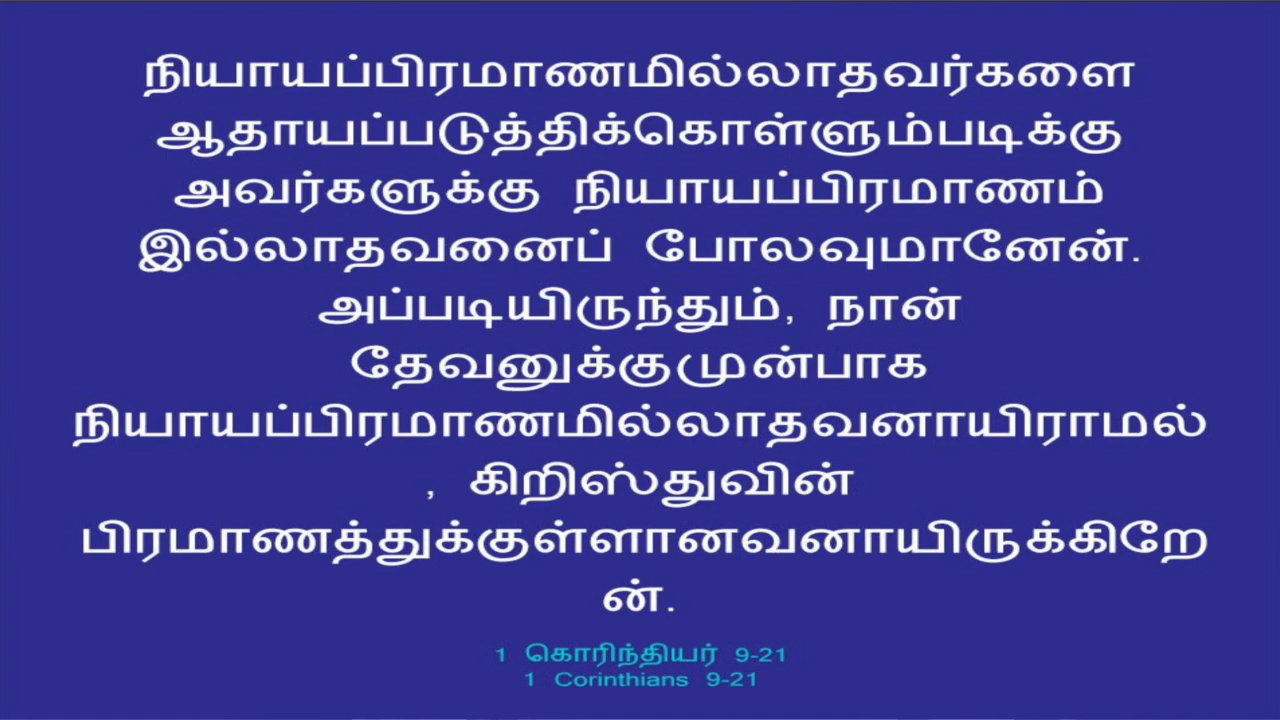 நியாயப்பிரமாணமில்லாதவர்களை
ஆதாயப்படுத்திக்கொள்ளும்படிக்கு
அவர்களுக்கு நியாயப்பிரமாணம்
இல்லாதவனைப் போலவுமானேன்.
அப்படியிருந்தும், நான்
தேவனுக்குமுன்பாக
நியாயப்பிரமாணமில்லாதவனாயிராமல்
, கிறிஸ்துவின்
பிரமாணத்துக்குள்ளானவனாயிருக்கிறே
ன்.
1 கொரிந்தியர் 9-21
1 Corinthians 9-21